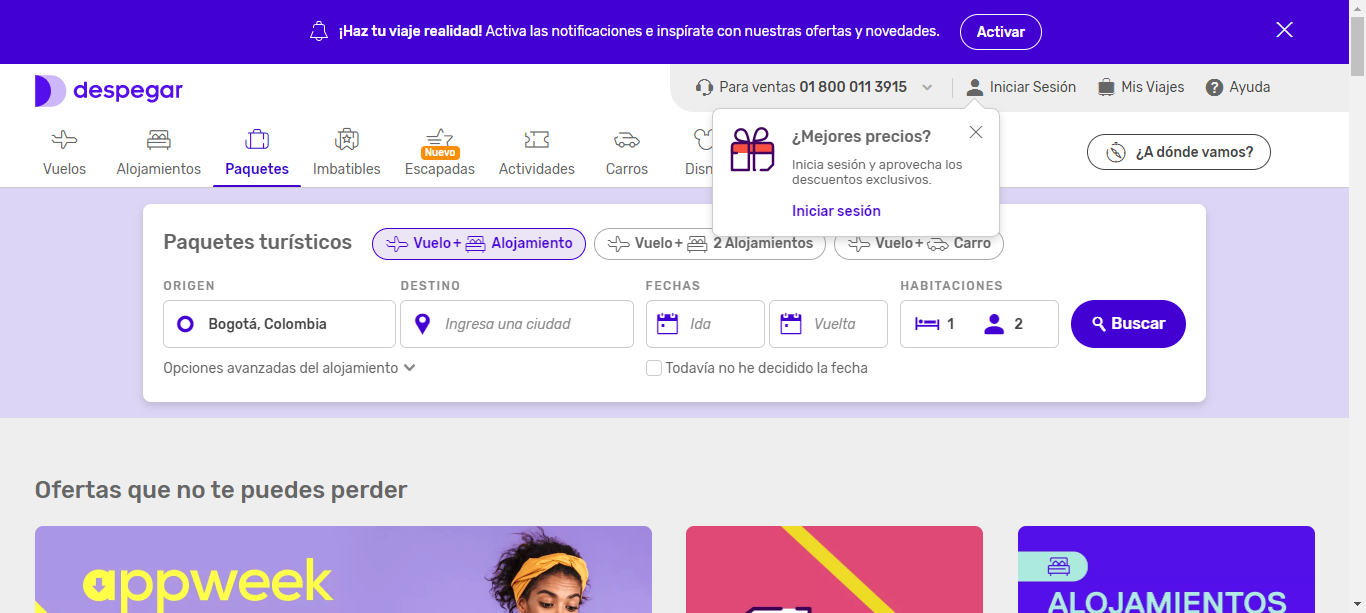 ¡Haz tu viaje realidad! Activa las notificaciones e inspírate con nuestras ofertas y novedades.
Activar
despegar
Para ventas 01 800 011 3915
Iniciar Sesión
Mis Viajes
Ayuda
Vuelos
Alojamientos
Paquetes
Imbatibles
Nuevo
Escapadas
Actividades
Carros
Disn
¿A dónde vamos?
¿Mejores precios?
Inicia sesión y aprovecha los
descuentos exclusivos.
Iniciar sesión
Paquetes turísticos
Vuelo + Alojamiento
Vuelo + 2 Alojamientos
Vuelo + Carro
ORIGEN
DESTINO
FECHAS
HABITACIONES
Bogotá, Colombia
Ingresa una ciudad
Ida
Vuelta
1
2
Buscar
Opciones avanzadas del alojamiento
Todavía no he decidido la fecha
Ofertas que no te puedes perder
appweek
ALOJAMIENTOS